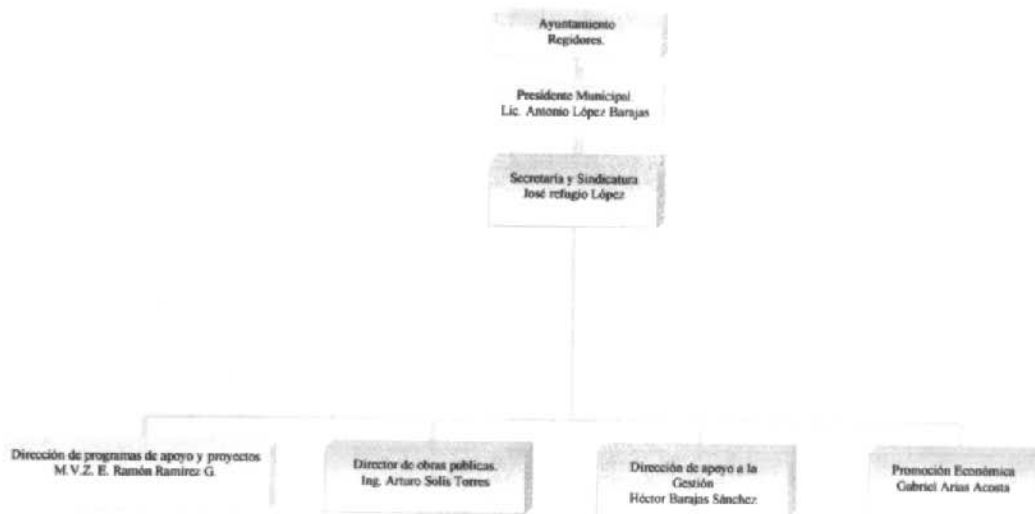 Ayuntamiento
Regidores.
Presidente Municipal.
Lic. Antonio López Barajas
Secretaría y Sindicatura
José refugio López
Dirección de programas de apoyo y proyectos
M.V.Z. E. Ramón Ramírez G.
Director de obras publicas.
Ing. Arturo Solís Torres
Dirección de apoyo a la
Gestión
Héctor Barajas Sánchez
Promoción Económica
Gabriel Arias Acosta